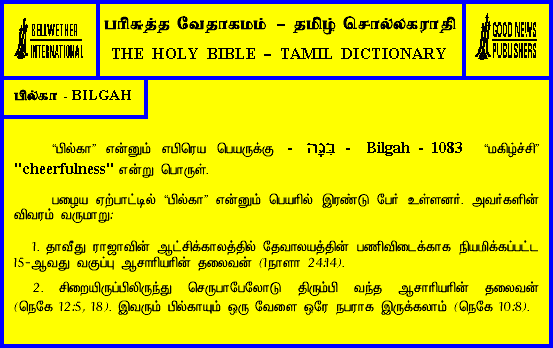 BELLWETHER
INTERNATIONAL
பரிசுத்த வேதாகமம் – தமிழ் சொல்லகராதி
THE HOLY BIBLE – TAMIL DICTIONARY
GOOD NEWS
PUBLISHERS
பில்கா - BILGAH
“பில்கா” என்னும் எபிரெய பெயருக்கு - בִּלְגָּה - Bilgah - 1083 “மகிழ்ச்சி”
"cheerfulness" என்று பொருள்.
பழைய ஏற்பாட்டில் “பில்கா” என்னும் பெயரில் இரண்டு பேர் உள்ளனர். அவர்களின்
விவரம் வருமாறு:
1. தாவீது ராஜாவின் ஆட்சிக்காலத்தில் தேவாலயத்தின் பணிவிடைக்காக நியமிக்கப்பட்ட
15-ஆவது வகுப்பு ஆசாரியரின் தலைவன் (1நாளா 24:14).
2. சிறையிருப்பிலிருந்து செருபாபேலோடு திரும்பி வந்த ஆசாரியரின் தலைவன்
(நெகே 12:5, 18). இவரும் பில்காயும் ஒரு வேளை ஒரே நபராக இருக்கலாம் (நெகே 10:8).